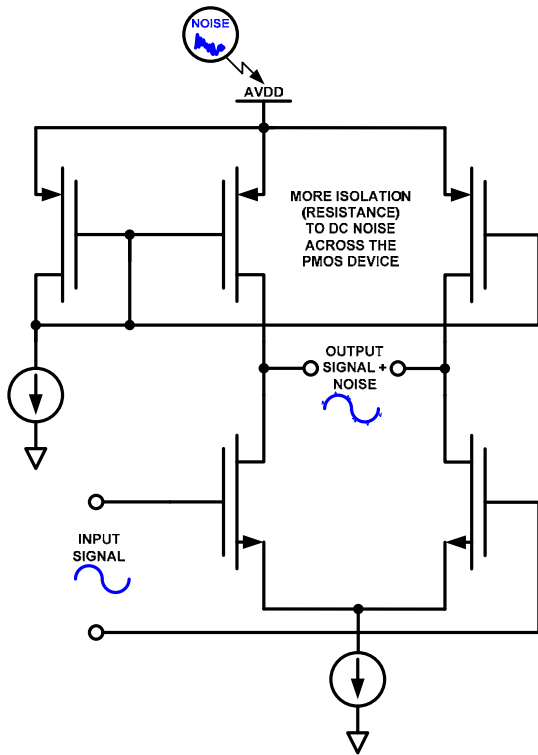 NOISE
AVDD
MORE ISOLATION
(RESISTANCE)
TO DC NOISE
ACROSS THE
PMOS DEVICE
OUTPUT
SIGNAL +
NOISE
INPUT
SIGNAL